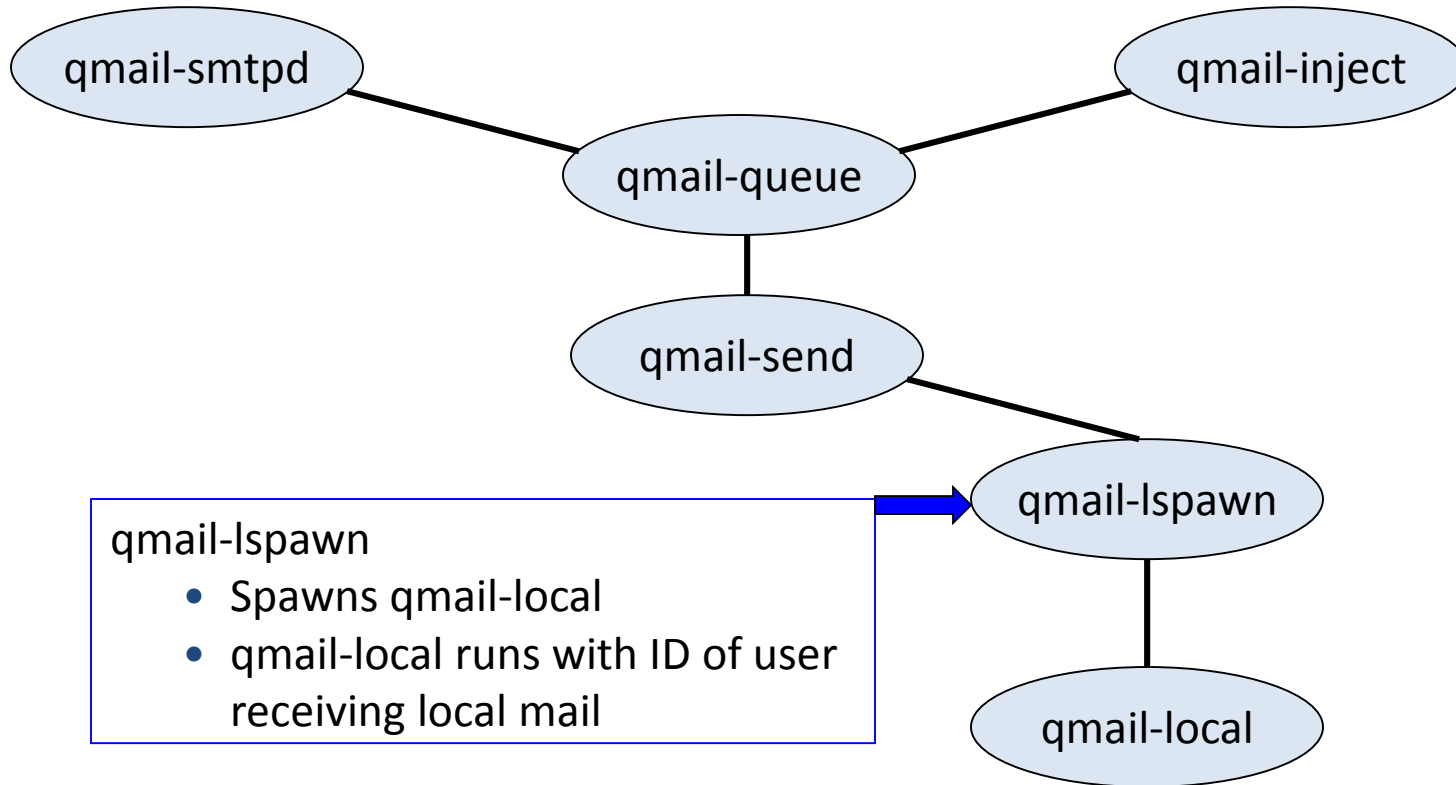 qmail-smtpd
qmail-inject
qmail-queue
qmail-send
qmail-lspawn
qmail-lspawn
• Spawns qmail-local
• qmail-local runs with ID of user
receiving local mail
qmail-local